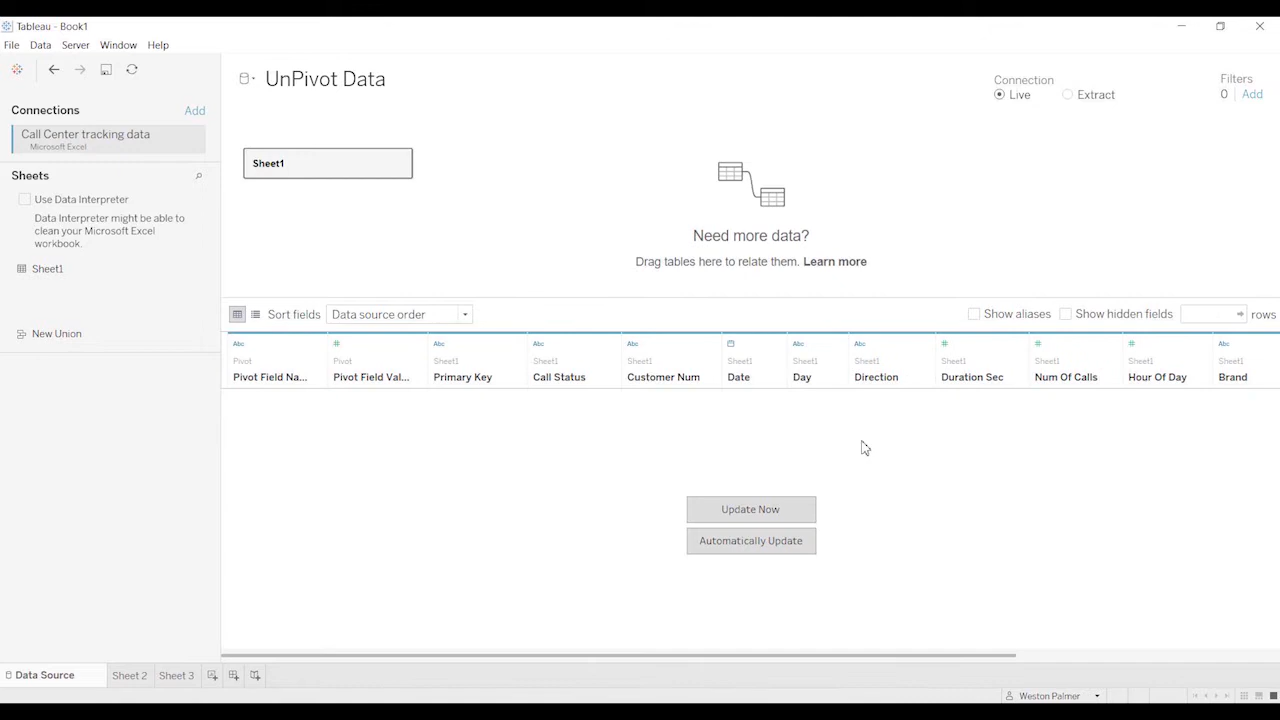 Tableau - Book1
File Data Server Window Help
Connections Add
Call Center tracking data
Microsoft Excel
Sheets
Use Data Interpreter
Data Interpreter might be able to
clean your Microsoft Excel
workbook.
Sheet1
New Union
UnPivot Data
Connection
Live Extract
Filters
0 Add
Sheet1
Need more data?
Drag tables here to relate them. Learn more
Sort fields Data source order Show aliases Show hidden fields rows
Abc # Abc Abc Abc Abc Abc # # # Abc
Pivot Pivot Sheet1 Sheet1 Sheet1 Sheet1 Sheet1 Sheet1 Sheet1 Sheet1 Sheet1 Sheet1
Pivot Field Na... Pivot Field Val... Primary Key Call Status Customer Num Date Day Direction Duration Sec Num Of Calls Hour Of Day Brand
Update Now
Automatically Update
Data Source Sheet 2 Sheet 3
Weston Palmer